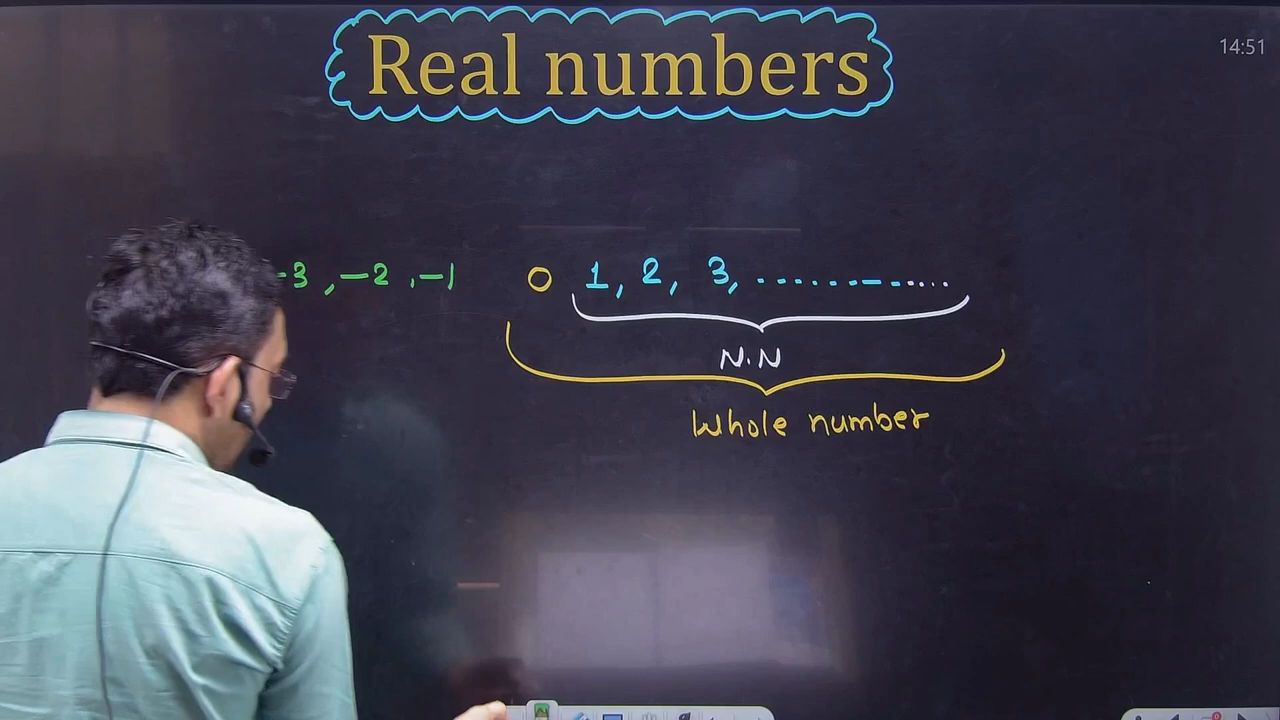 Real numbers
14:51
-3 , -2 , -1 0 1, 2, 3, ...............
N.N
Whole number